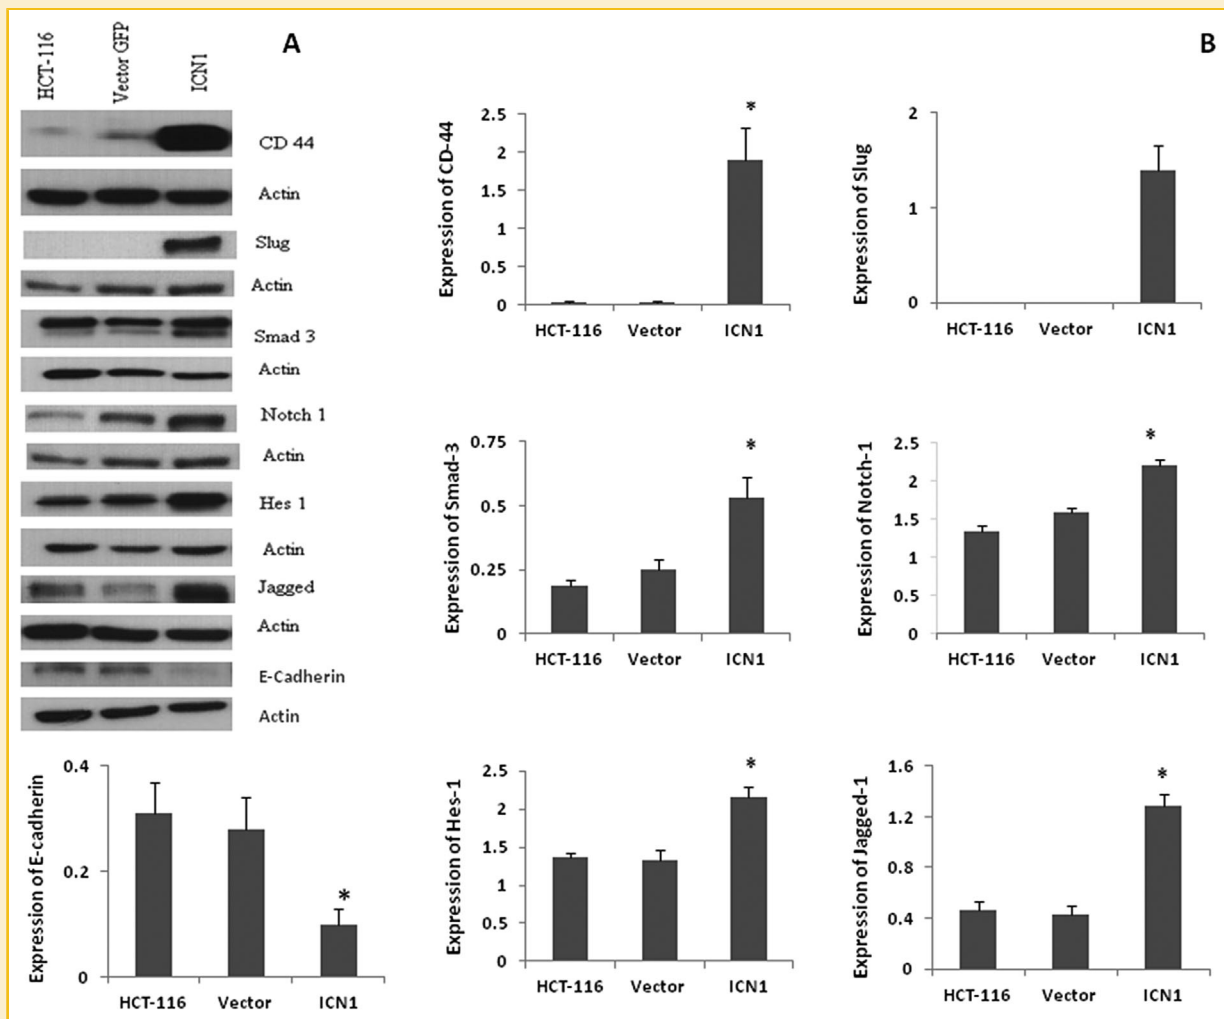 A
B
HCT-116
Vector GFP
ICN1
CD 44
Actin
Slug
Actin
Smad 3
Actin
Notch 1
Actin
Hes 1
Actin
Jagged
Actin
E-Cadherin
Actin
Expression of CD-44
2.5
2
1.5
1
0.5
0
*
HCT-116 Vector ICN1
Expression of Slug
2
1
0
HCT-116 Vector ICN1
Expression of Smad-3
0.75
0.5
0.25
0
*
HCT-116 Vector ICN1
Expression of Notch-1
2.5
2
1.5
1
0.5
0
*
HCT-116 Vector ICN1
Expression of E-cadherin
0.4
0.2
0
*
HCT-116 Vector ICN1
Expression of Hes-1
2.5
2
1.5
1
0.5
0
*
HCT-116 Vector ICN1
Expression of Jagged-1
1.6
1.2
0.8
0.4
0
*
HCT-116 Vector ICN1